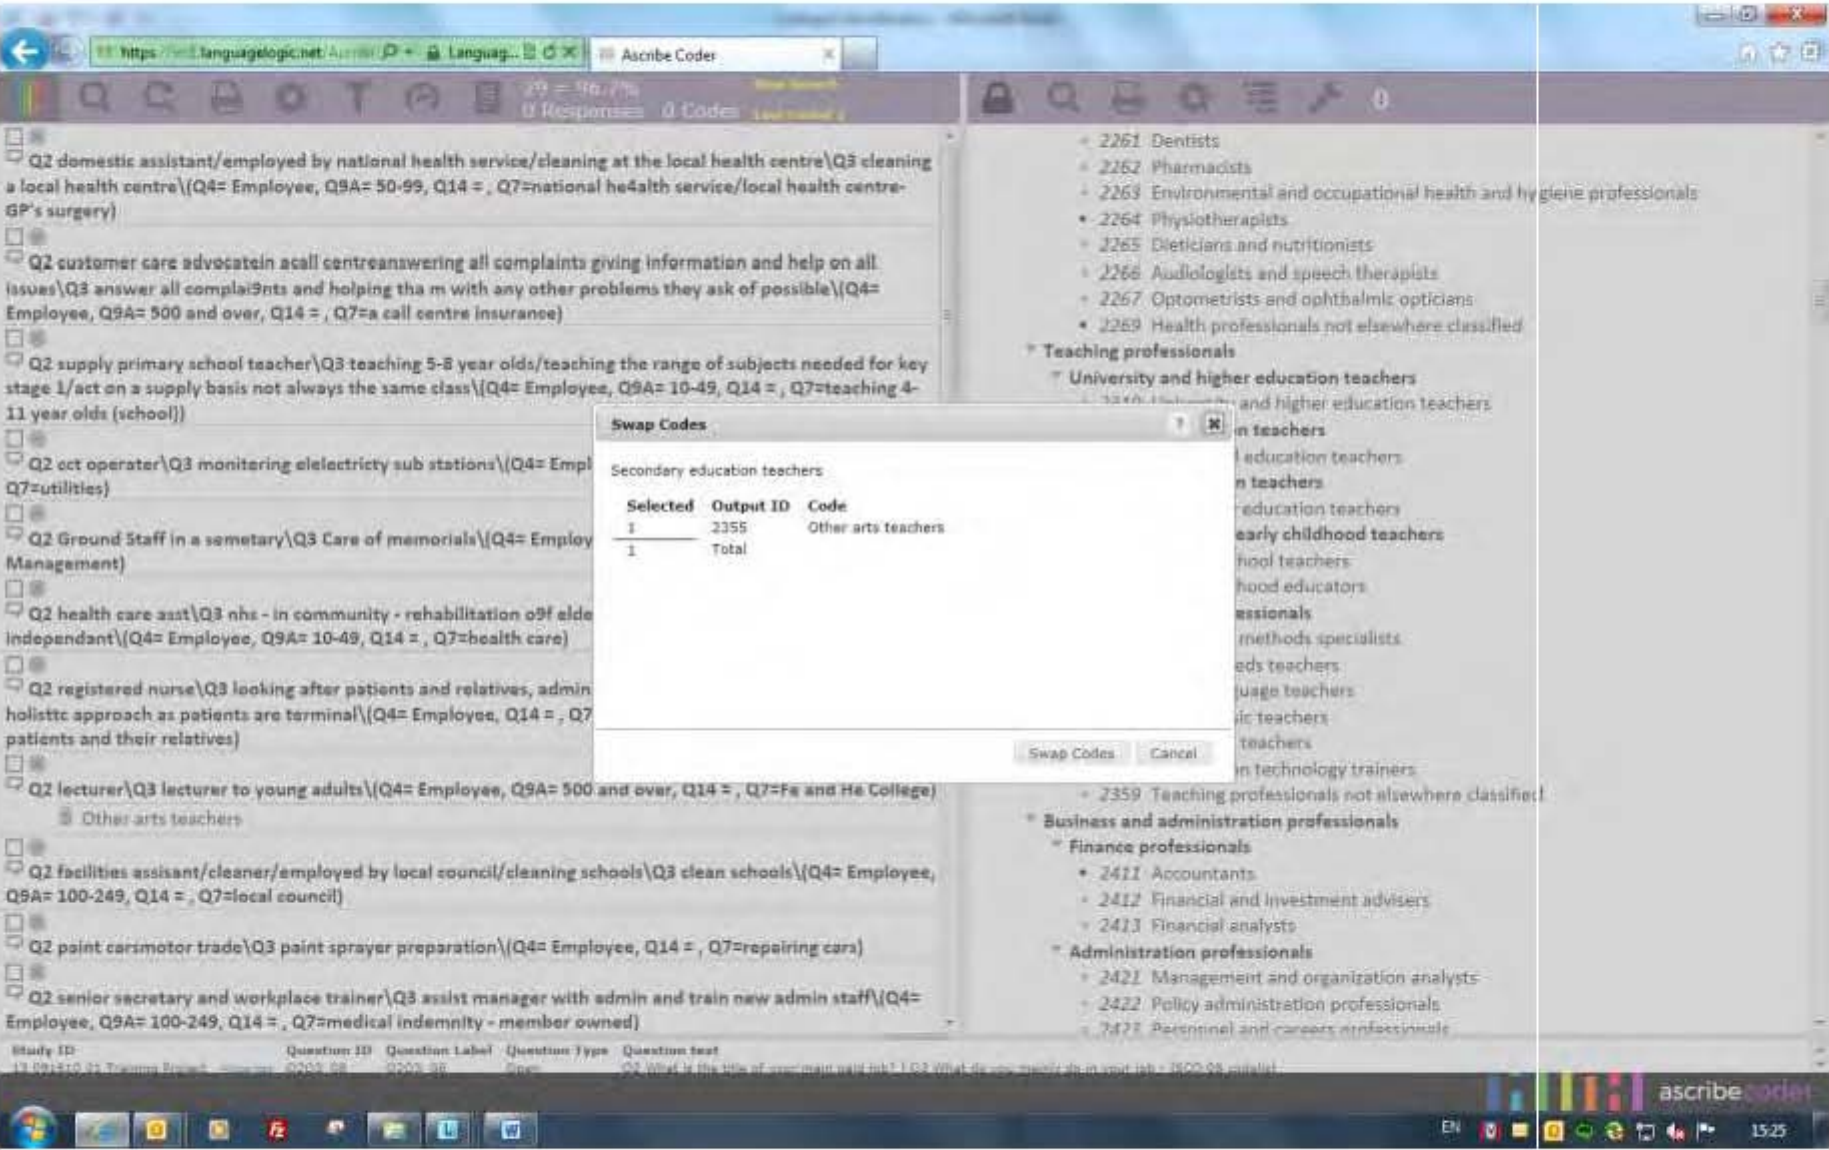 https languagelogic.net Languag... Ascribe Coder
29 = 96.7%
0 Responses 0 Codes
0
Q2 domestic assistant/employed by national health service/cleaning at the local health centre\Q3 cleaning
a local health centre\(Q4= Employee, Q9A= 50-99, Q14 = , Q7=national he4alth service/local health centre-
GP's surgery)
Q2 customer care advocatein acall centreanswering all complaints giving information and help on all
issues\Q3 answer all complai9nts and holping tha m with any other problems they ask of possible\(Q4=
Employee, Q9A= 500 and over, Q14 = , Q7=a call centre insurance)
Q2 supply primary school teacher\Q3 teaching 5-8 year olds/teaching the range of subjects needed for key
stage 1/act on a supply basis not always the same class\(Q4= Employee, Q9A= 10-49, Q14 = , Q7=teaching 4-
11 year olds (school))
Q2 cct operater\Q3 monitering elelectricty sub stations\(Q4= Empl
Q7=utilities)
Q2 Ground Staff in a semetary\Q3 Care of memorials\(Q4= Employ
Management)
Q2 health care asst\Q3 nhs - in community - rehabilitation o9f elde
independant\(Q4= Employee, Q9A= 10-49, Q14 = , Q7=health care)
Q2 registered nurse\Q3 looking after patients and relatives, admin
holisttc approach as patients are terminal\(Q4= Employee, Q14 = , Q7
patients and their relatives)
Q2 lecturer\Q3 lecturer to young adults\(Q4= Employee, Q9A= 500 and over, Q14 = , Q7=Fe and He College)
Other arts teachers
Q2 facilities assisant/cleaner/employed by local council/cleaning schools\Q3 clean schools\(Q4= Employee,
Q9A= 100-249, Q14 = , Q7=local council)
Q2 paint carsmotor trade\Q3 paint sprayer preparation\(Q4= Employee, Q14 = , Q7=repairing cars)
Q2 senior secretary and workplace trainer\Q3 assist manager with admin and train new admin staff\(Q4=
Employee, Q9A= 100-249, Q14 = , Q7=medical indemnity - member owned)
2261 Dentists
2262 Pharmacists
2263 Environmental and occupational health and hygiene professionals
2264 Physiotherapists
2265 Dieticians and nutritionists
2266 Audiologists and speech therapists
2267 Optometrists and ophthalmic opticians
2269 Health professionals not elsewhere classified
Teaching professionals
University and higher education teachers
2310 University and higher education teachers
n teachers
education teachers
n teachers
education teachers
early childhood teachers
hool teachers
hood educators
essionals
methods specialists
eds teachers
uage teachers
ic teachers
teachers
n technology trainers
2359 Teaching professionals not elsewhere classified
Business and administration professionals
Finance professionals
2411 Accountants
2412 Financial and investment advisers
2413 Financial analysts
Administration professionals
2421 Management and organization analysts
2422 Policy administration professionals
2423 Personnel and careers professionals
Swap Codes ?
Secondary education teachers
Selected Output ID Code
1 2355 Other arts teachers
1 Total
Swap Codes Cancel
Study ID Question ID Question Label Question Type Question text
ascribe coder
EN 15:25